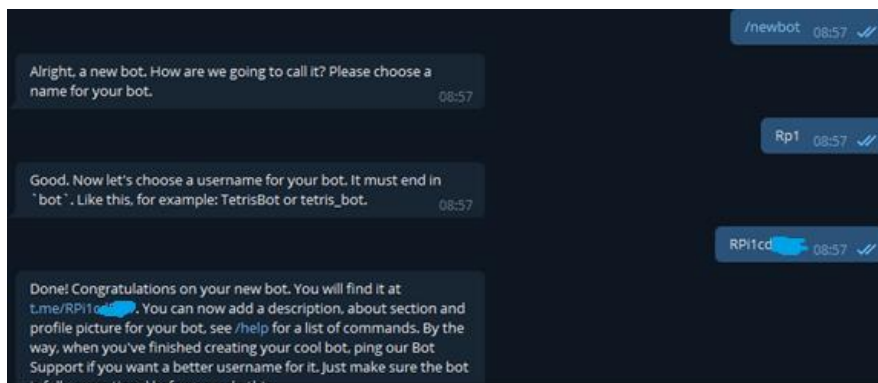 /newbot 08:57
Alright, a new bot. How are we going to call it? Please choose a
name for your bot.
08:57
Rp1 08:57
Good. Now let's choose a username for your bot. It must end in
`bot`. Like this, for example: TetrisBot or tetris_bot.
08:57
RPi1cd 08:57
Done! Congratulations on your new bot. You will find it at
t.me/RPi1cd . You can now add a description, about section and
profile picture for your bot, see /help for a list of commands. By the
way, when you've finished creating your cool bot, ping our Bot
Support if you want a better username for it. Just make sure the bot